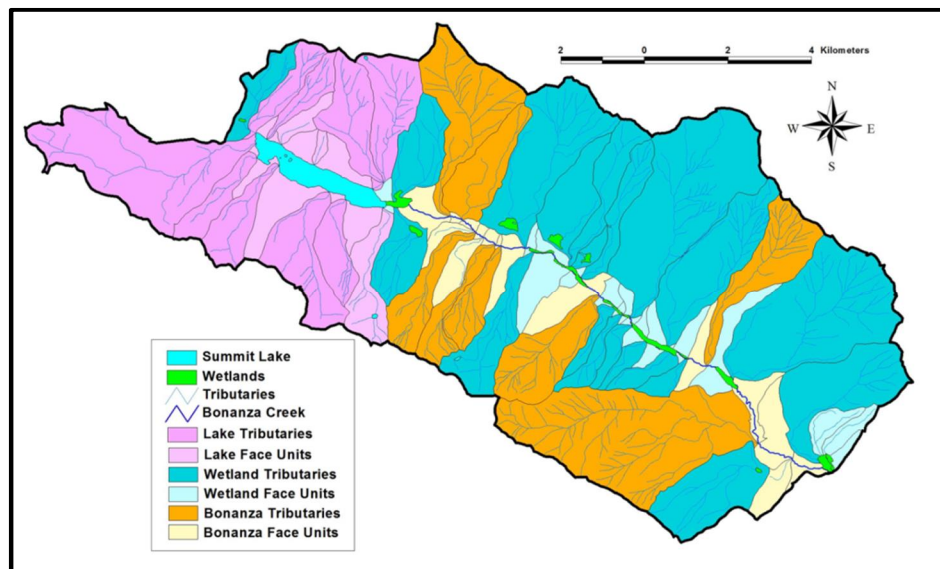 2 0 2 4 Kilometers
N
W E
S
Summit Lake
Wetlands
Tributaries
Bonanza Creek
Lake Tributaries
Lake Face Units
Wetland Tributaries
Wetland Face Units
Bonanza Tributaries
Bonanza Face Units